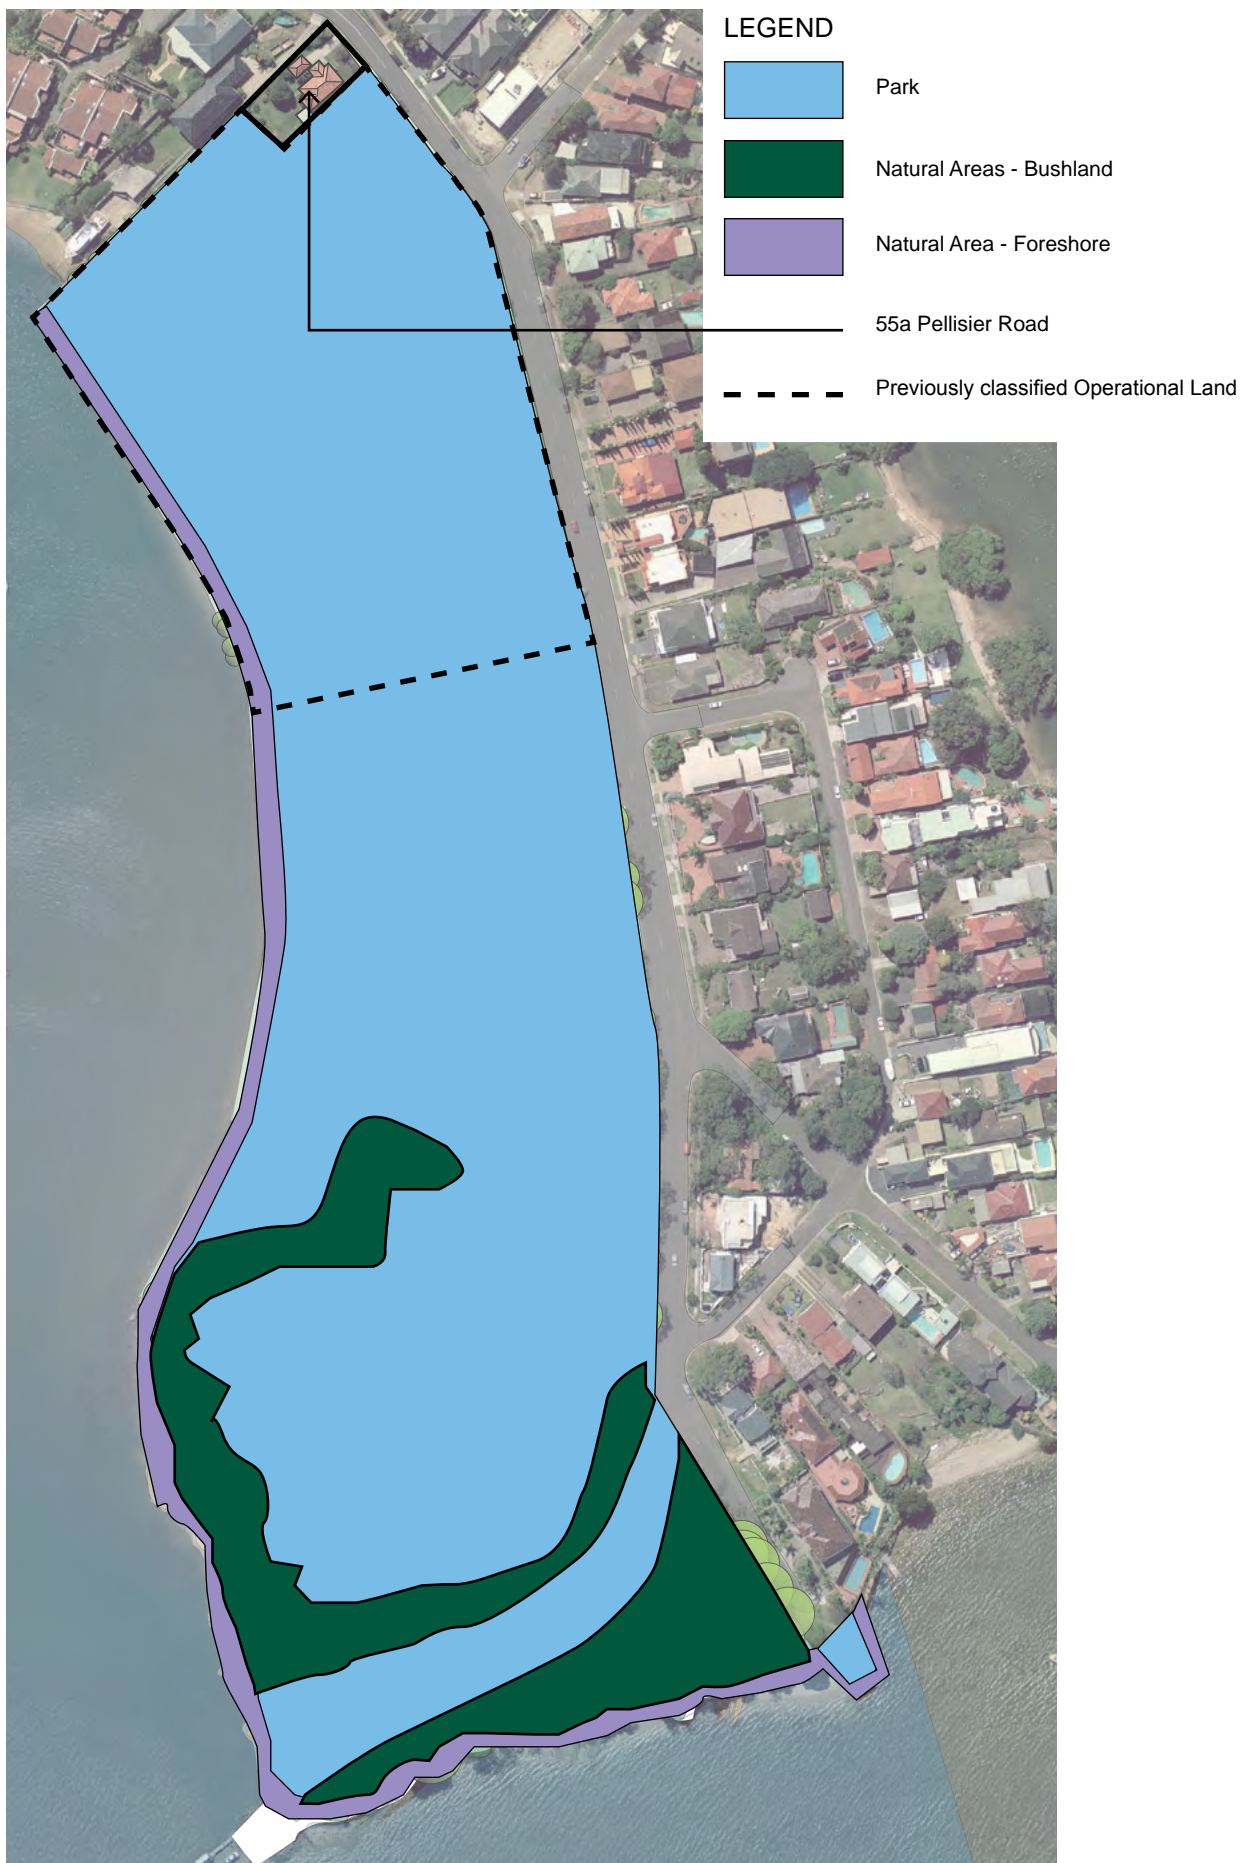 LEGEND
Park
Natural Areas - Bushland
Natural Area - Foreshore
55a Pellisier Road
Previously classified Operational Land